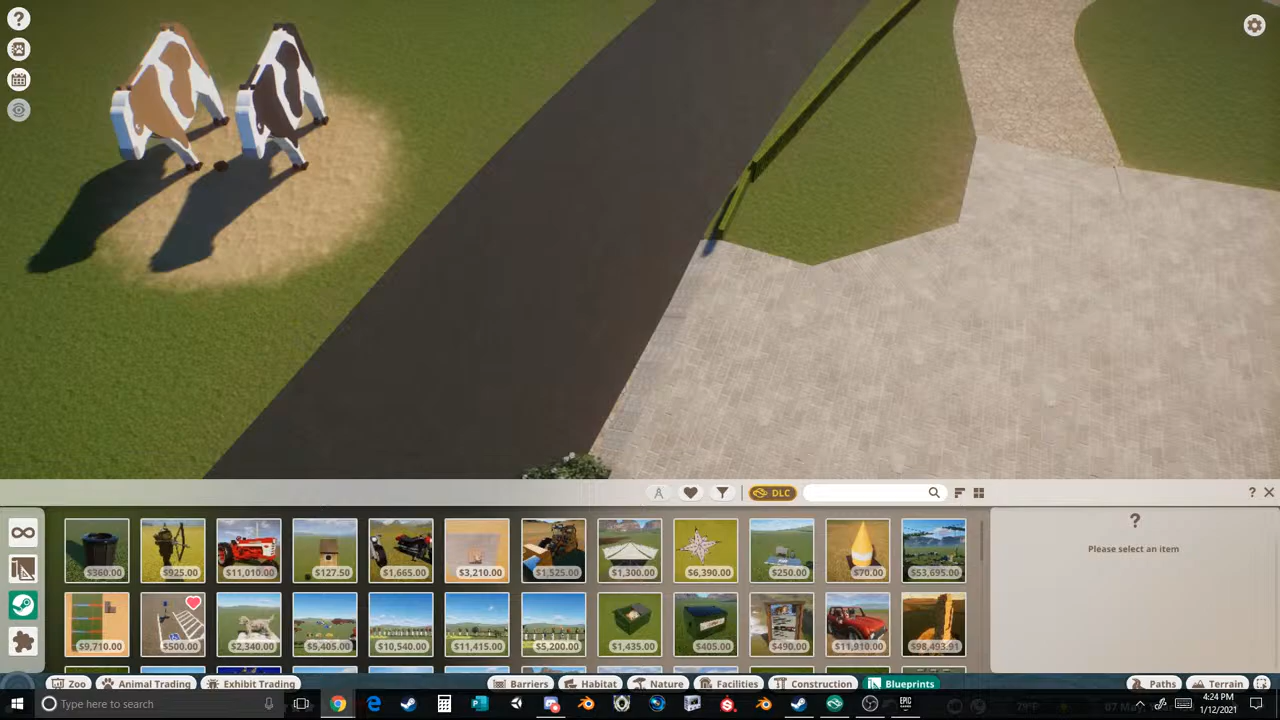 DLC
?
Please select an item
$360.00 $925.00 $11,010.00 $127.50 $1,665.00 $3,210.00 $1,525.00 $1,300.00 $6,390.00 $250.00 $70.00 $53,695.00
$9,710.00 $500.00 $2,340.00 $5,405.00 $10,540.00 $11,415.00 $5,200.00 $1,435.00 $405.00 $490.00 $11,910.00 $98,493.91
Zoo Animal Trading Exhibit Trading Barriers Habitat Nature Facilities Construction Blueprints Paths Terrain
Type here to search
EPIC
79°F
4:24 PM
1/12/2021